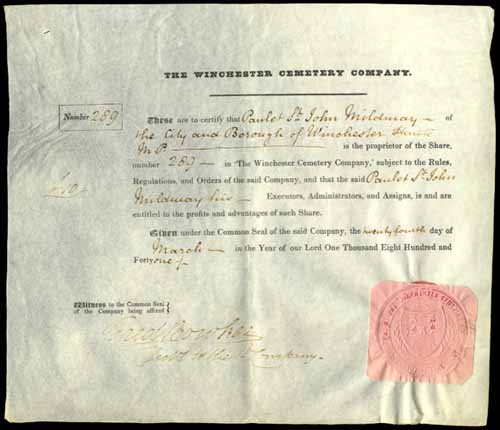 THE WINCHESTER CEMETERY COMPANY.
Number 289
These are to certify that Paulet St. John Mildmay of
the City and Borough of Winchester
M P is the proprietor of the Share,
number 289 in 'The Winchester Cemetery Company,' subject to the Rules,
Regulations, and Orders of the said Company, and that the said Paulet St. John
Mildmay his Executors, Administrators, and Assigns, is and are
entitled to the profits and advantages of such Share.
Given under the Common Seal of the said Company, the twenty fourth day of
March in the Year of our Lord One Thousand Eight Hundred and
Forty one
Witness to the Common Seal
of the Company being affixed
to the Company.
WINCHESTER